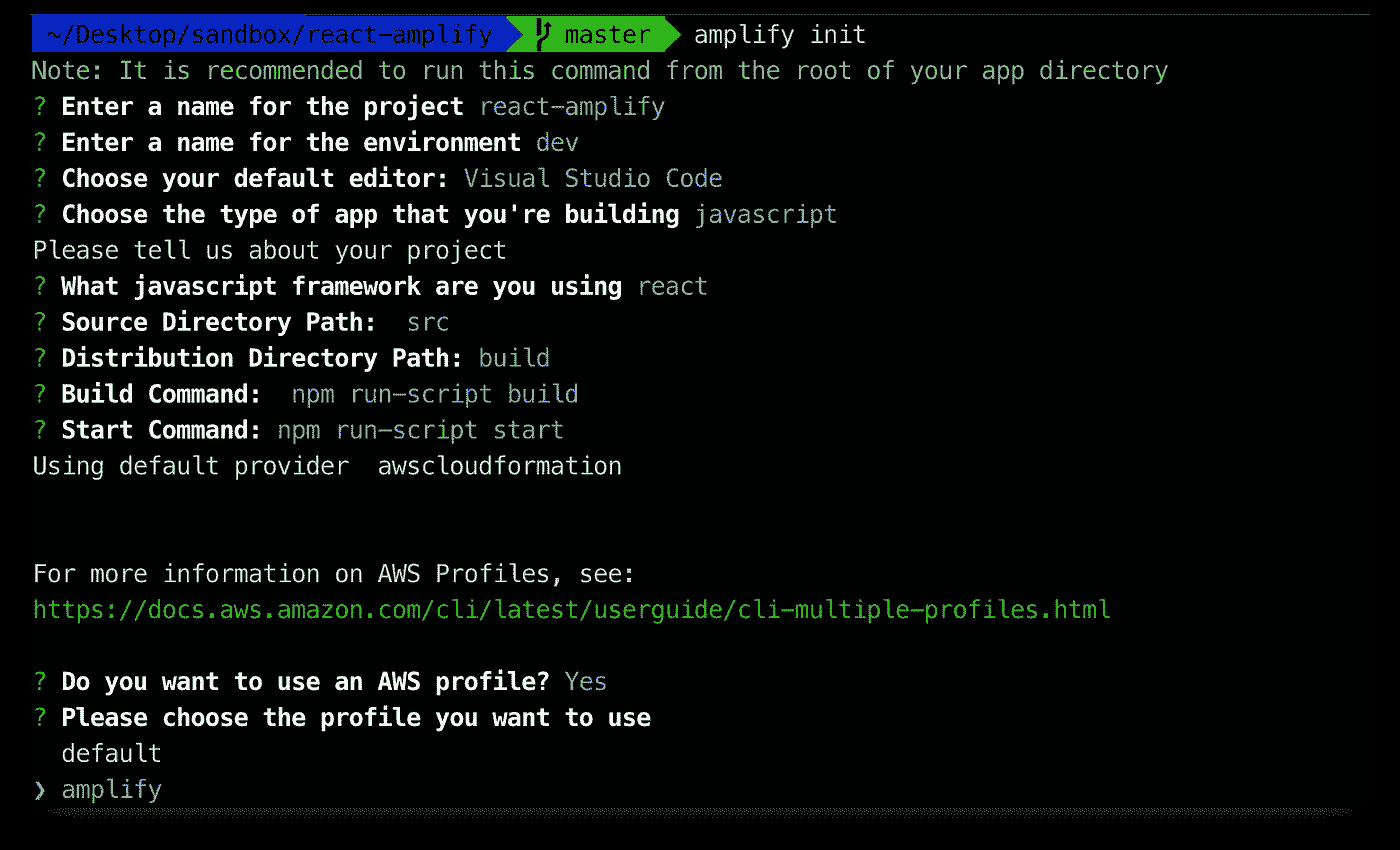 ~/Desktop/sandbox/react-amplify master amplify init
Note: It is recommended to run this command from the root of your app directory
? Enter a name for the project react-amplify
? Enter a name for the environment dev
? Choose your default editor: Visual Studio Code
? Choose the type of app that you're building javascript
Please tell us about your project
? What javascript framework are you using react
? Source Directory Path:  src
? Distribution Directory Path: build
? Build Command:  npm run-script build
? Start Command: npm run-script start
Using default provider  awscloudformation
For more information on AWS Profiles, see:
https://docs.aws.amazon.com/cli/latest/userguide/cli-multiple-profiles.html
? Do you want to use an AWS profile? Yes
? Please choose the profile you want to use
default
❯ amplify